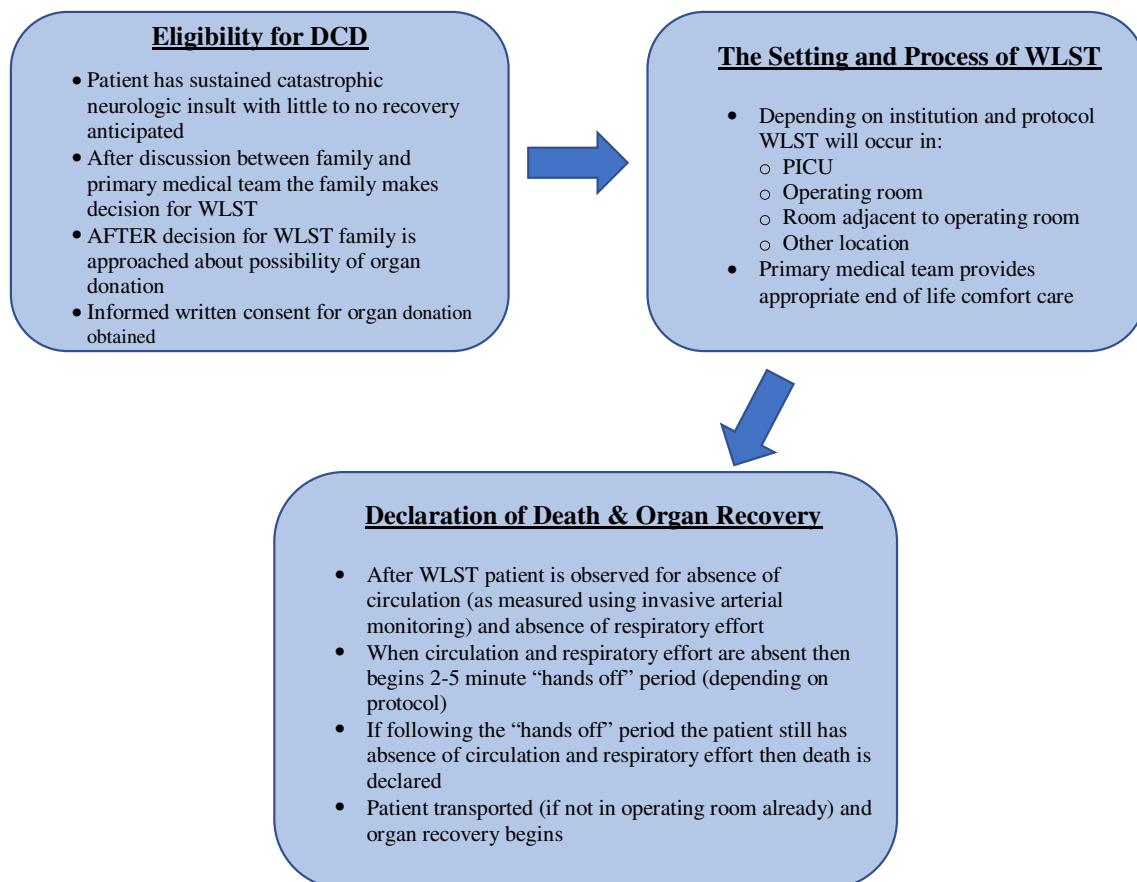 Eligibility for DCD
• Patient has sustained catastrophic
neurologic insult with little to no recovery
anticipated
• After discussion between family and
primary medical team the family makes
decision for WLST
• AFTER decision for WLST family is
approached about possibility of organ
donation
• Informed written consent for organ donation
obtained
The Setting and Process of WLST
• Depending on institution and protocol
WLST will occur in:
○ PICU
○ Operating room
○ Room adjacent to operating room
○ Other location
• Primary medical team provides
appropriate end of life comfort care
Declaration of Death & Organ Recovery
• After WLST patient is observed for absence of
circulation (as measured using invasive arterial
monitoring) and absence of respiratory effort
• When circulation and respiratory effort are absent then
begins 2-5 minute “hands off” period (depending on
protocol)
• If following the “hands off” period the patient still has
absence of circulation and respiratory effort then death is
declared
• Patient transported (if not in operating room already) and
organ recovery begins